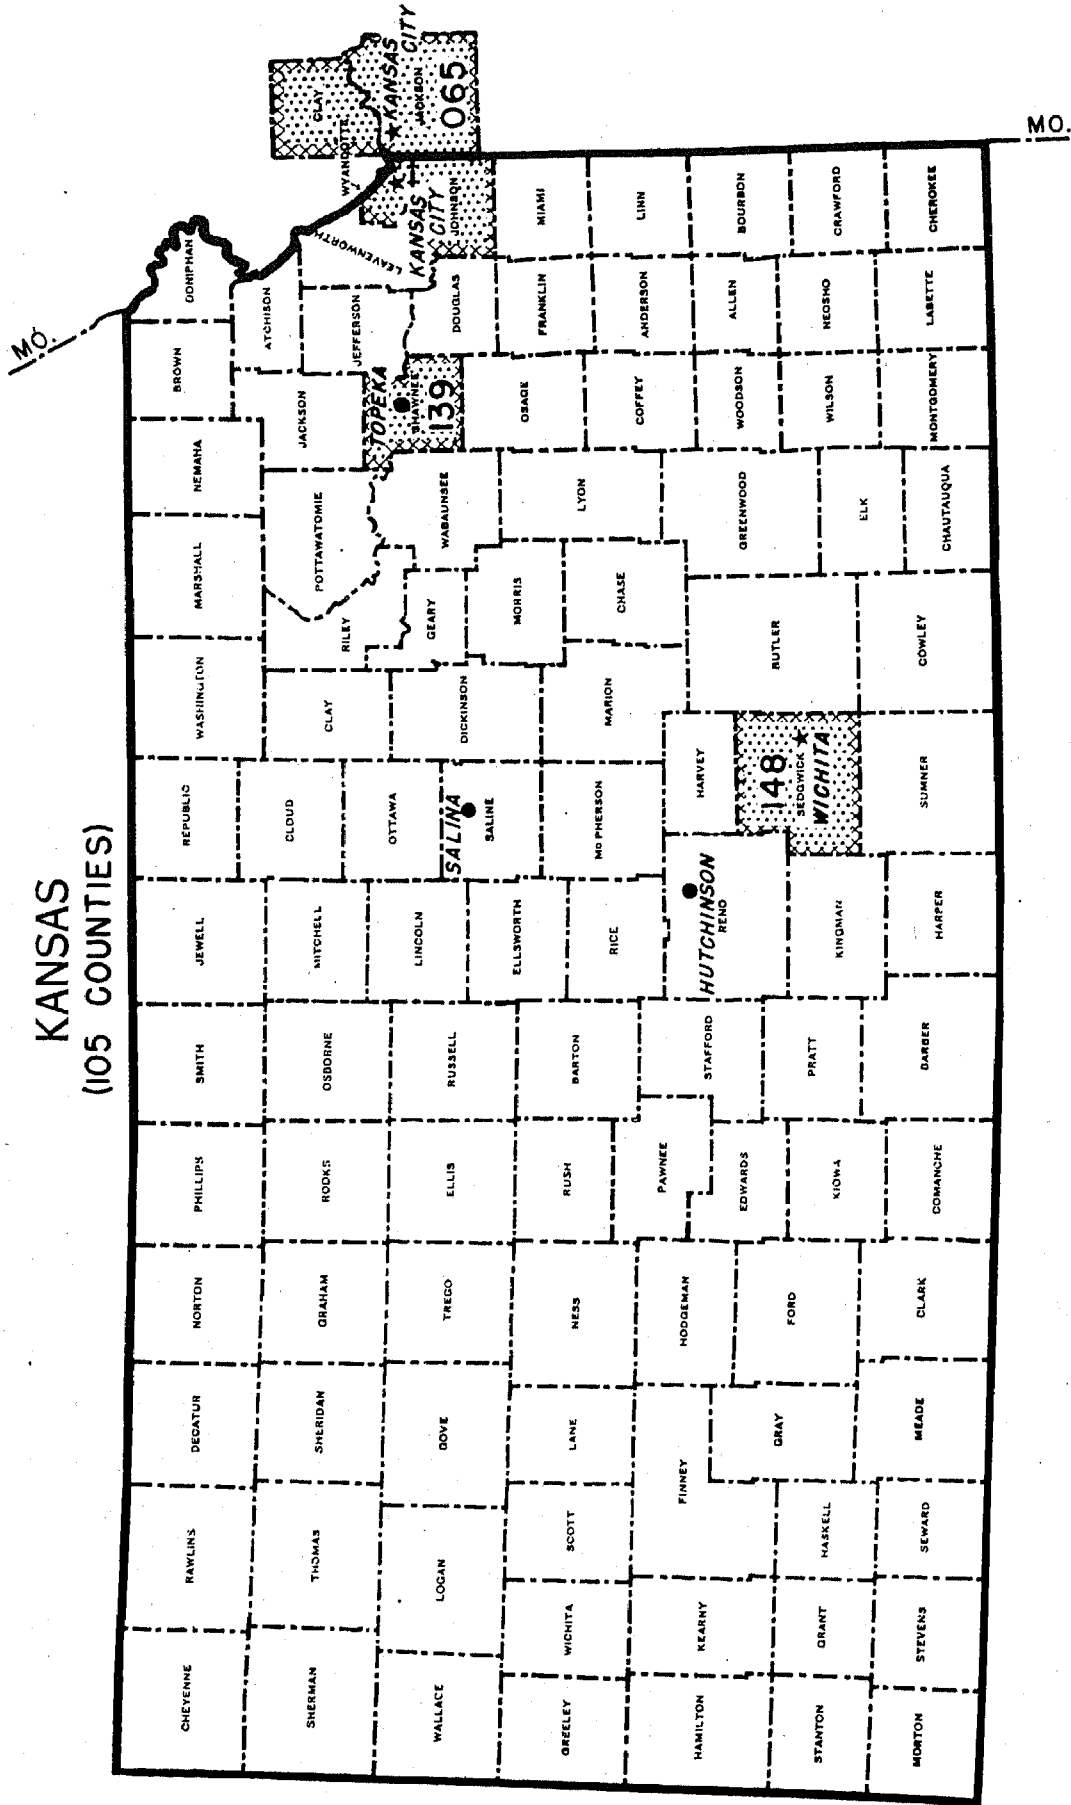 KANSAS
(105 COUNTIES)
MO.
MO.
CHEYENNE
RAWLINS
DECATUR
NORTON
PHILLIPS
SMITH
JEWELL
REPUBLIC
WASHINGTON
MARSHALL
NEMAHA
BROWN
DONIPHAN
SHERMAN
THOMAS
SHERIDAN
GRAHAM
ROOKS
OSBORNE
MITCHELL
CLOUD
CLAY
RILEY
POTTAWATOMIE
JACKSON
ATCHISON
JEFFERSON
LEAVENWORTH
WYANDOTTE
CLAY
WALLACE
LOGAN
GOVE
TREGO
ELLIS
RUSSELL
LINCOLN
OTTAWA
SALINA
SALINE
DICKINSON
GEARY
WABAUNSEE
TOPEKA
SHAWNEE
139
DOUGLAS
KANSAS
CITY
JOHNSON
KANSAS
CITY
JACKSON
065
GREELEY
WICHITA
SCOTT
LANE
NESS
RUSH
BARTON
ELLSWORTH
RICE
MC PHERSON
MARION
MORRIS
CHASE
LYON
OSAGE
COFFEY
FRANKLIN
ANDERSON
MIAMI
LINN
HAMILTON
KEARNY
FINNEY
HODGEMAN
PAWNEE
EDWARDS
STAFFORD
HUTCHINSON
RENO
HARVEY
148
SEDGWICK
WICHITA
BUTLER
GREENWOOD
WOODSON
ALLEN
BOURBON
STANTON
GRANT
HASKELL
GRAY
FORD
KIOWA
PRATT
KINGMAN
ELK
WILSON
NEOSHO
CRAWFORD
MORTON
STEVENS
SEWARD
MEADE
CLARK
COMANCHE
BARBER
HARPER
SUMNER
COWLEY
CHAUTAUQUA
MONTGOMERY
LABETTE
CHEROKEE